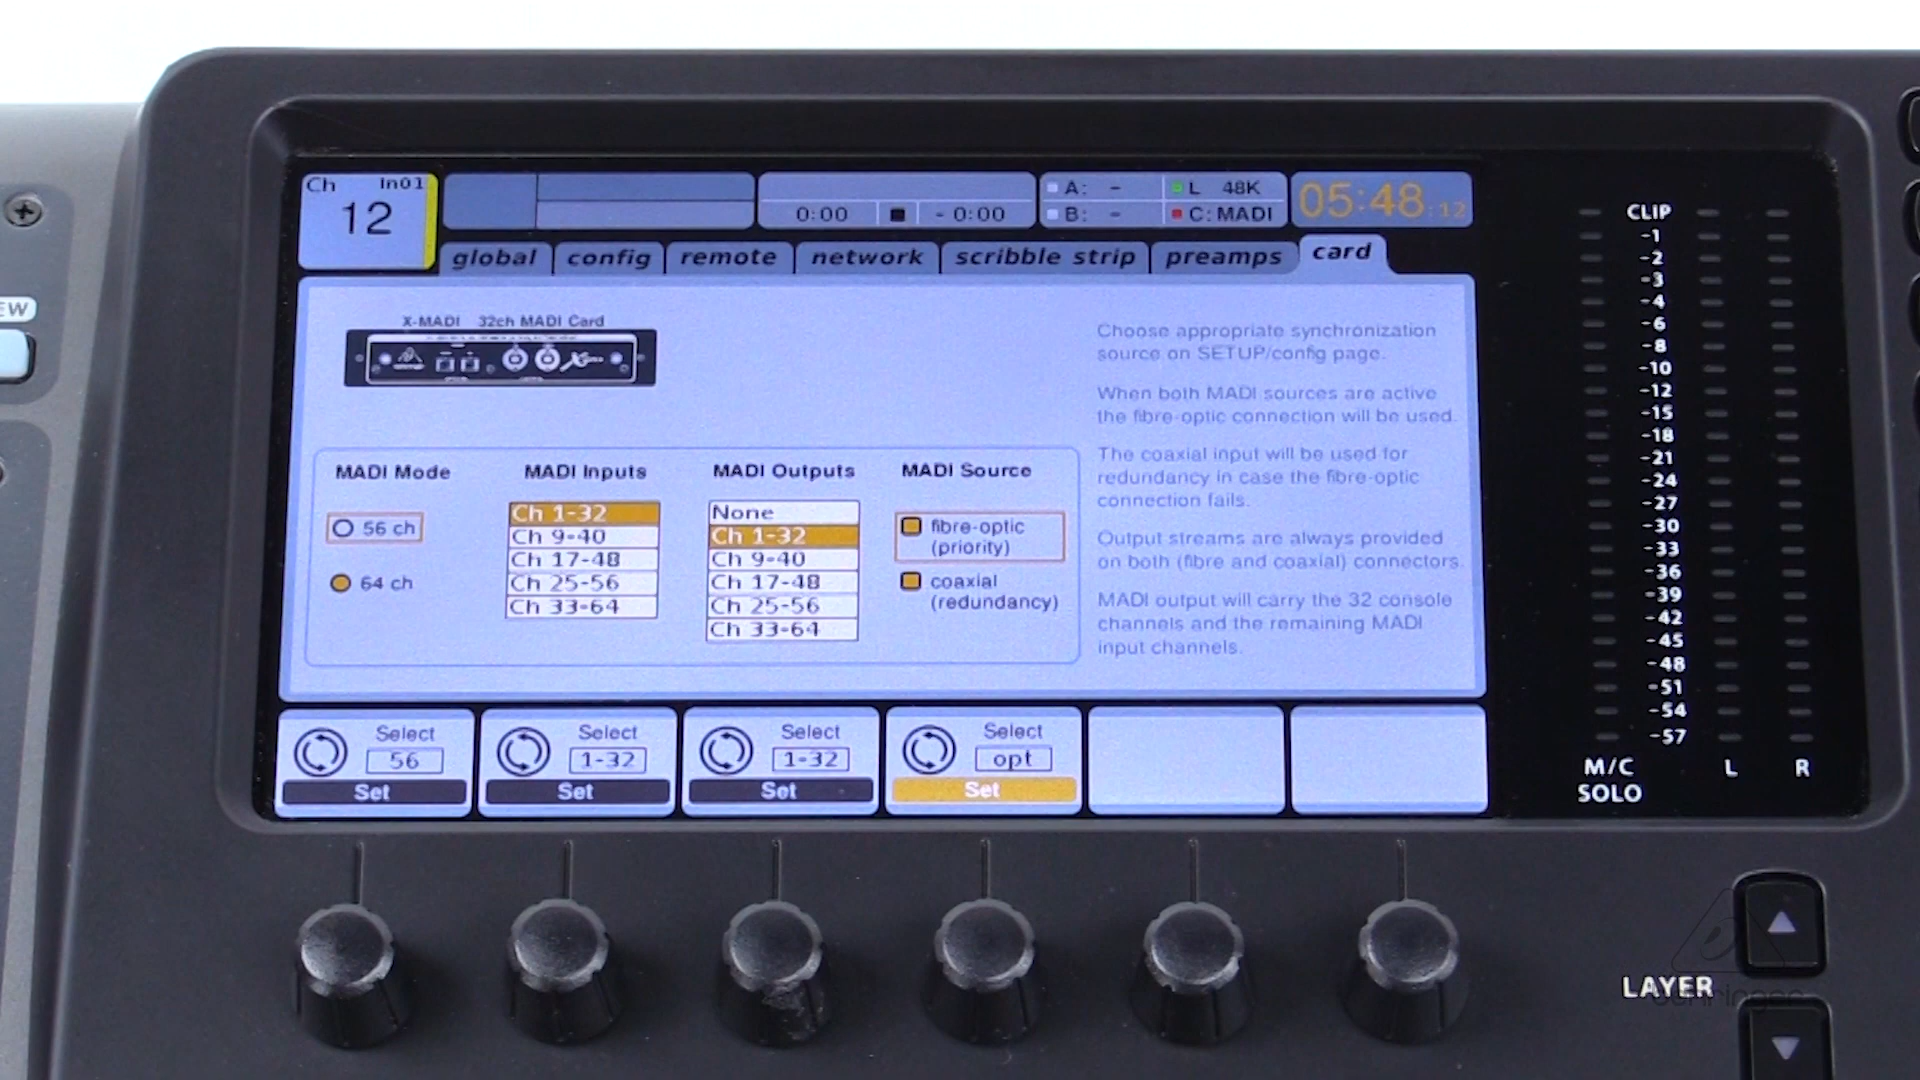 Ch In01
12
0:00 - 0:00
A: - L 48K
B: - C: MADI
05:48:12
global config remote network scribble strip preamps card
X-MADI 32ch MADI Card
MADI Mode
56 ch
64 ch
MADI Inputs
Ch 1-32
Ch 9-40
Ch 17-48
Ch 25-56
Ch 33-64
MADI Outputs
None
Ch 1-32
Ch 9-40
Ch 17-48
Ch 25-56
Ch 33-64
MADI Source
fibre-optic
(priority)
coaxial
(redundancy)
Choose appropriate synchronization
source on SETUP/config page.
When both MADI sources are active
the fibre-optic connection will be used.
The coaxial input will be used for
redundancy in case the fibre-optic
connection fails.
Output streams are always provided
on both (fibre and coaxial) connectors.
MADI output will carry the 32 console
channels and the remaining MADI
input channels.
Select
56
Set
Select
1-32
Set
Select
1-32
Set
Select
opt
Set
CLIP
-1
-2
-3
-4
-6
-8
-10
-12
-15
-18
-21
-24
-27
-30
-33
-36
-39
-42
-45
-48
-51
-54
-57
M/C
SOLO
L
R
LAYER
behringer
EW